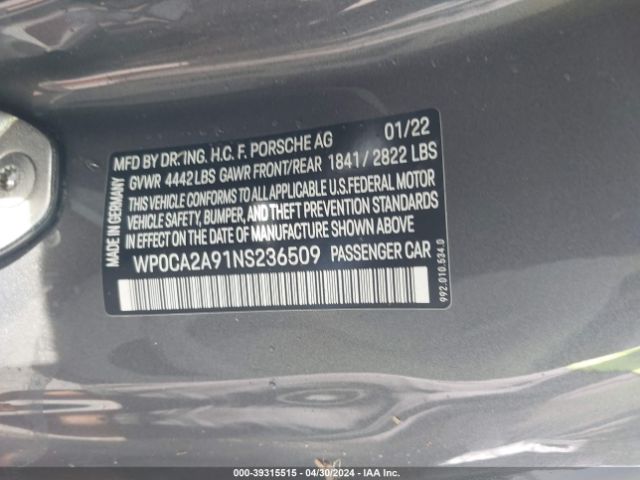 MFD BY DR.-ING. H.C. F. PORSCHE AG 01/22
GVWR 4442 LBS GAWR FRONT/REAR 1841 / 2822 LBS
THIS VEHICLE CONFORMS TO ALL APPLICABLE U.S. FEDERAL MOTOR
VEHICLE SAFETY, BUMPER, AND THEFT PREVENTION STANDARDS
IN EFFECT ON THE DATE OF MANUFACTURE SHOWN ABOVE
WP0CA2A91NS236509 PASSENGER CAR
MADE IN GERMANY
992.010.534.0
000-39315515 - 04/30/2024 - IAA Inc.